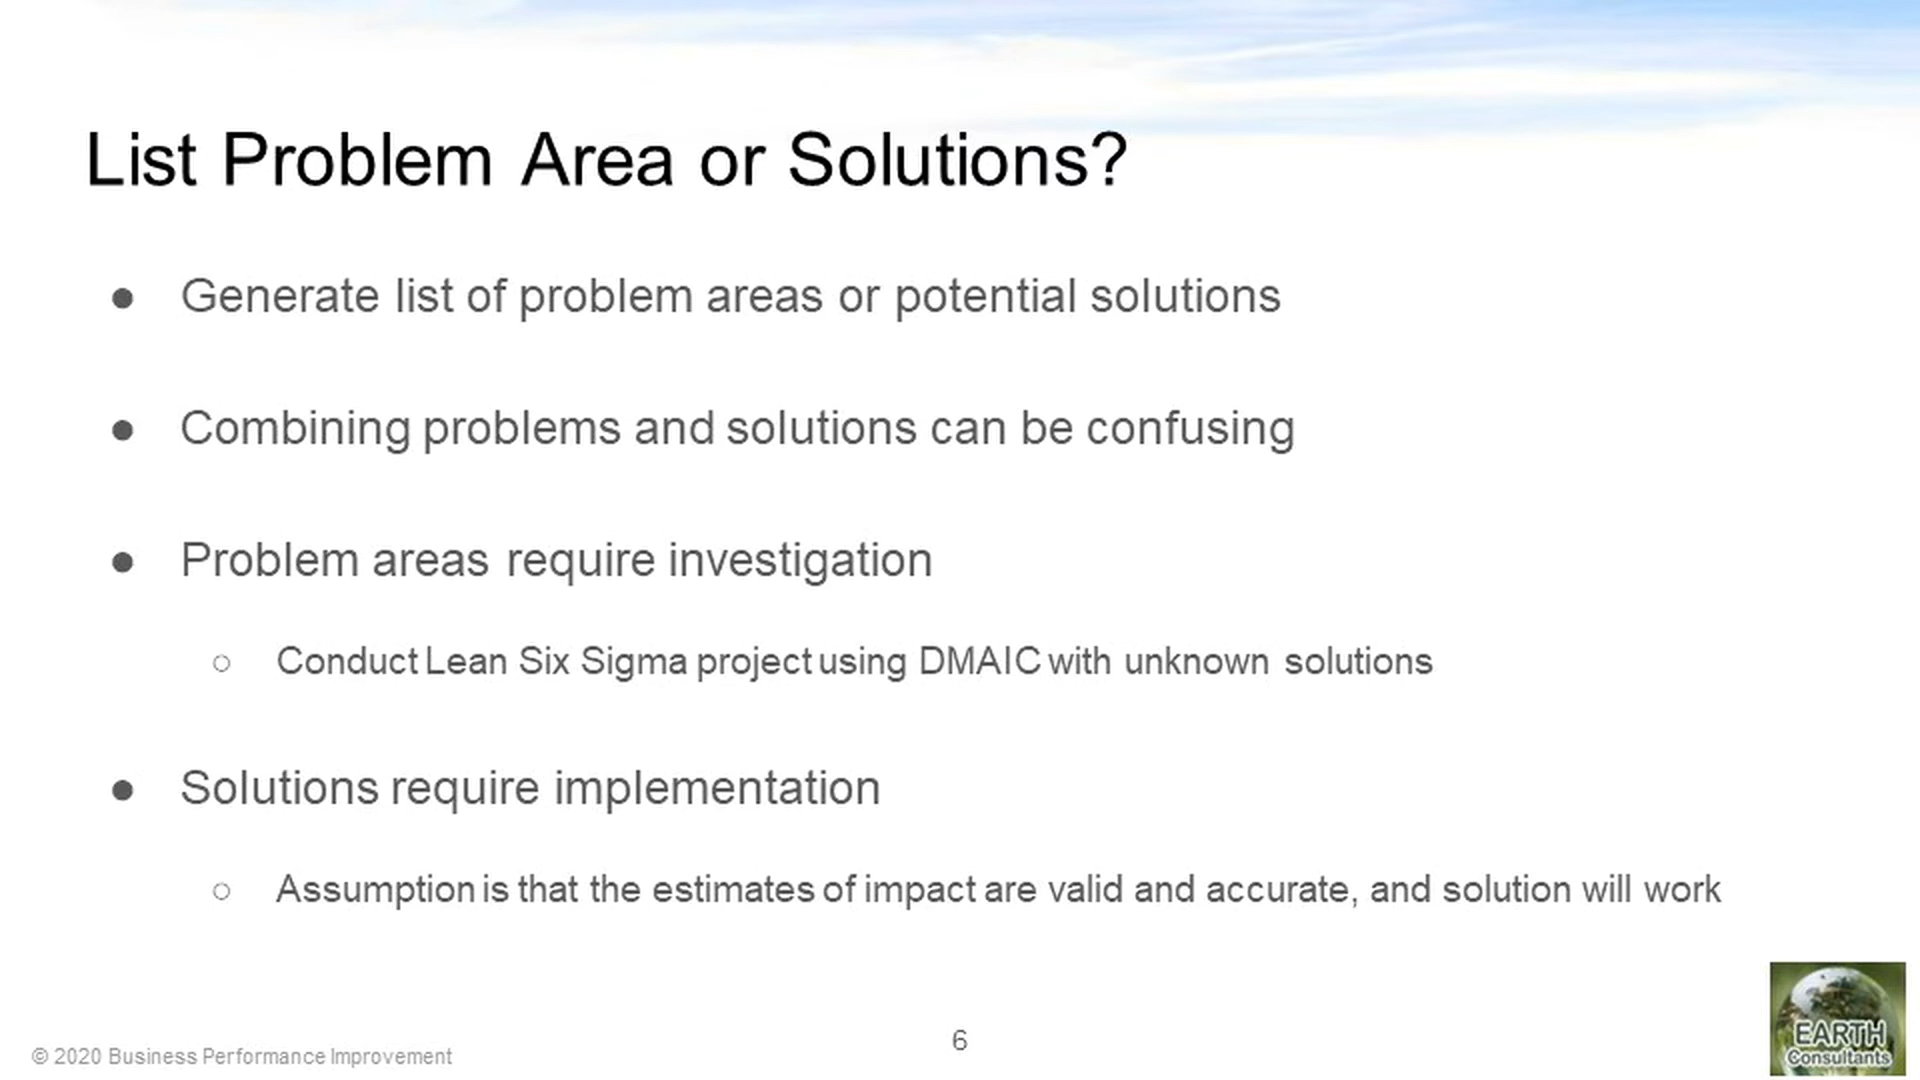 List Problem Area or Solutions?
● Generate list of problem areas or potential solutions
● Combining problems and solutions can be confusing
● Problem areas require investigation
○ Conduct Lean Six Sigma project using DMAIC with unknown solutions
● Solutions require implementation
○ Assumption is that the estimates of impact are valid and accurate, and solution will work
© 2020 Business Performance Improvement
6
EARTH
Consultants